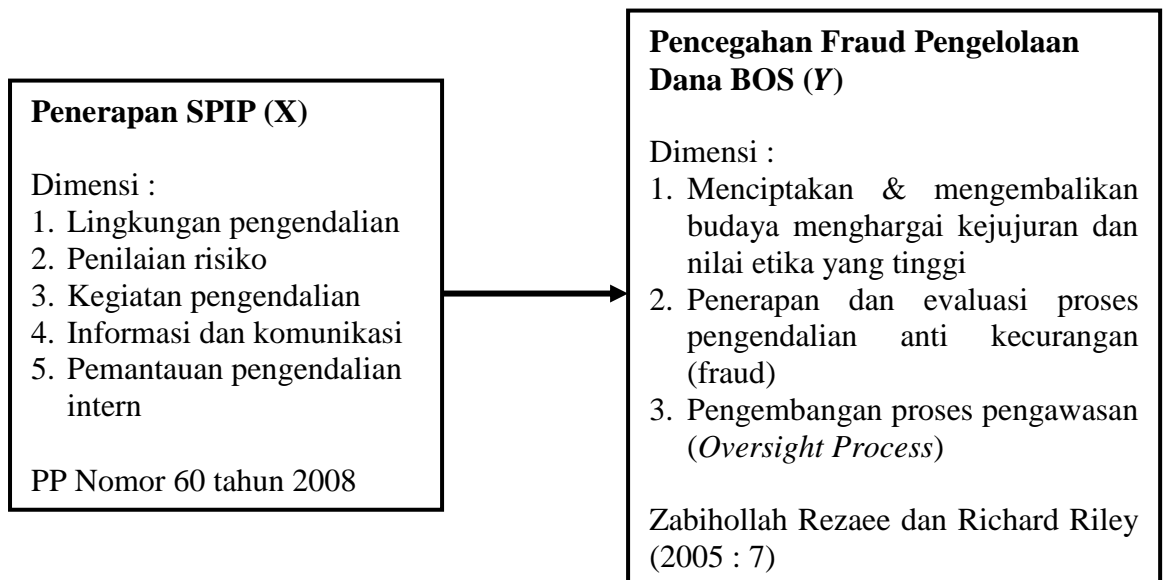 Penerapan SPIP (X)
Dimensi :
1. Lingkungan pengendalian
2. Penilaian risiko
3. Kegiatan pengendalian
4. Informasi dan komunikasi
5. Pemantauan pengendalian
intern
PP Nomor 60 tahun 2008
Pencegahan Fraud Pengelolaan
Dana BOS (Y)
Dimensi :
1. Menciptakan & mengembalikan
budaya menghargai kejujuran dan
nilai etika yang tinggi
2. Penerapan dan evaluasi proses
pengendalian anti kecurangan
(fraud)
3. Pengembangan proses pengawasan
(Oversight Process)
Zabihollah Rezaee dan Richard Riley
(2005 : 7)